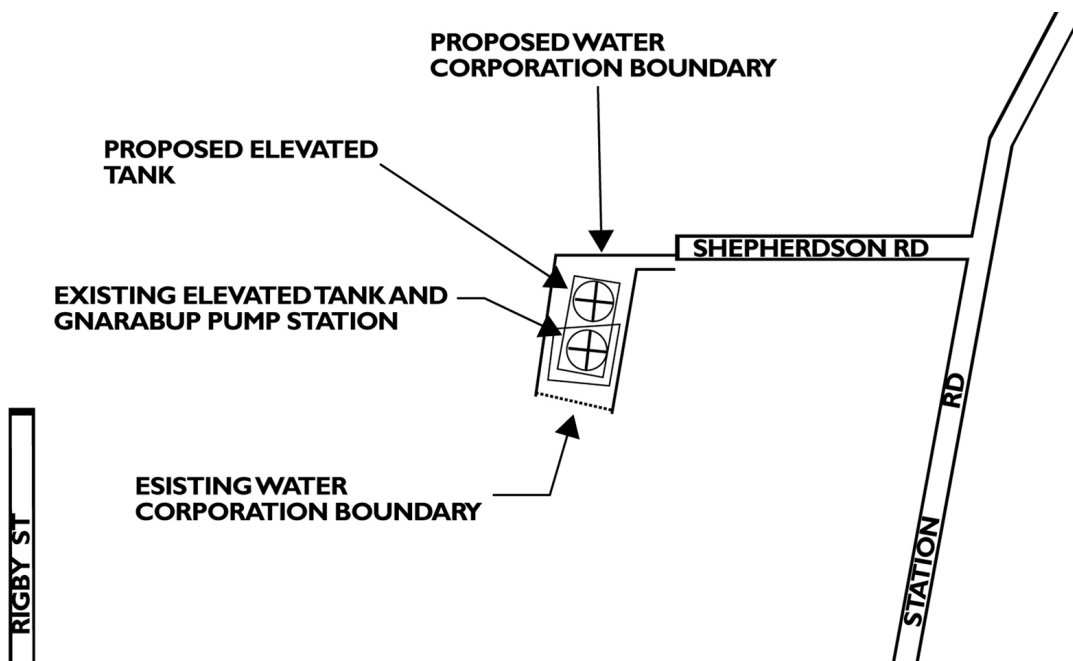 PROPOSED WATER
CORPORATION BOUNDARY
PROPOSED ELEVATED
TANK
SHEPHERDSON RD
EXISTING ELEVATED TANK AND
GNARABUP PUMP STATION
ESISTING WATER
CORPORATION BOUNDARY
RIGBY ST
STATION RD